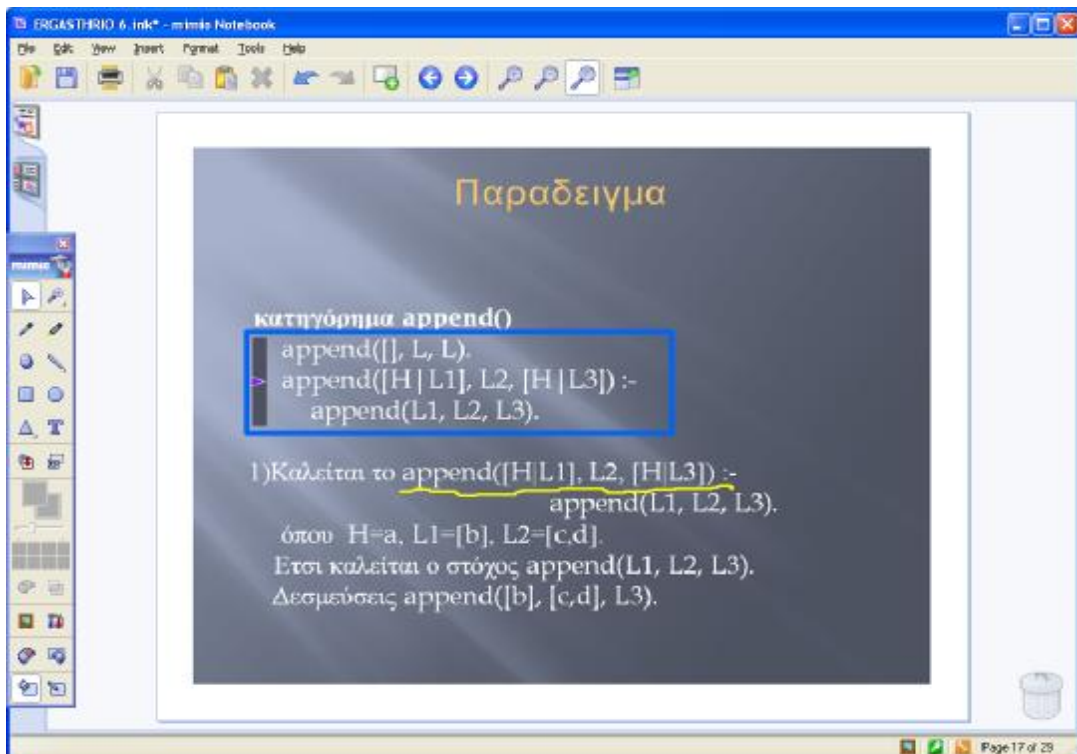 ERGASTHRIO 6.ink* - mimio Notebook
File Edit View Insert Format Tools Help
mimio
Παραδειγμα
κατηγόρημα append()
append([], L, L).
append([H|L1], L2, [H|L3]) :-
append(L1, L2, L3).
1)Καλείται το append([H|L1], L2, [H|L3]) :-
append(L1, L2, L3).
όπου H=a, L1=[b], L2=[c,d].
Ετσι καλείται ο στόχος append(L1, L2, L3).
Δεσμεύσεις append([b], [c,d], L3).
Page 17 of 29